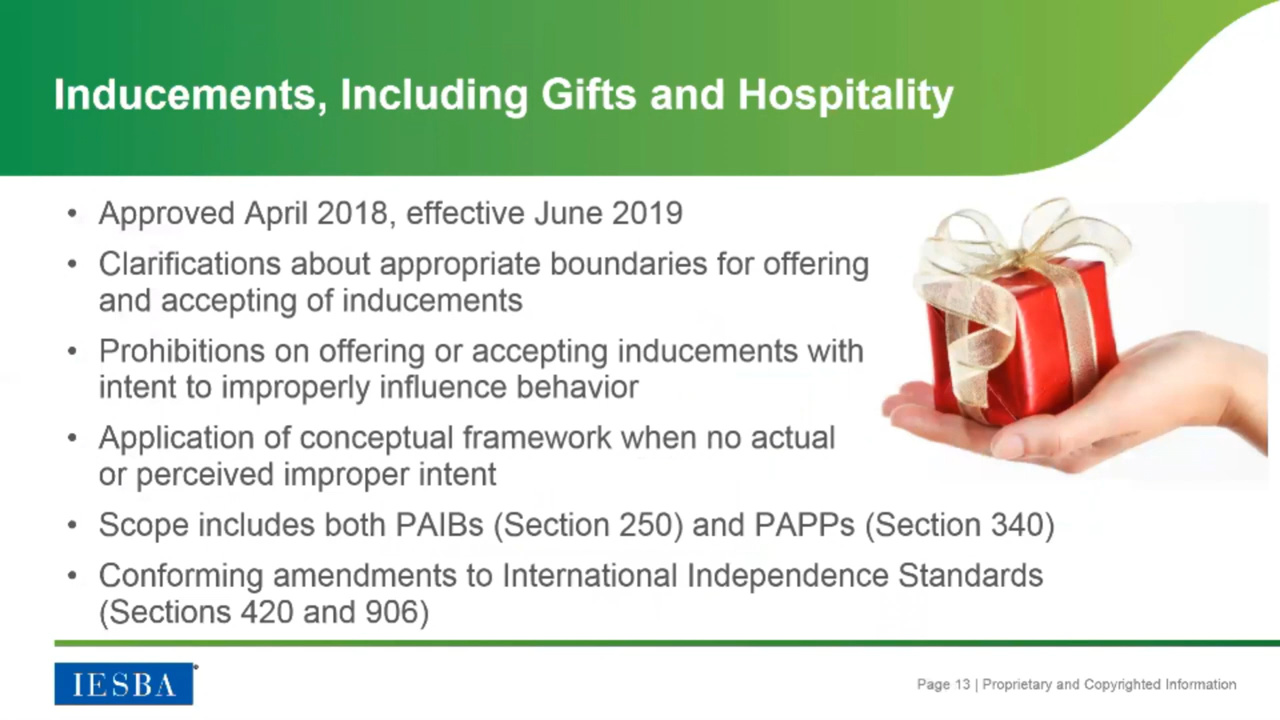 Inducements, Including Gifts and Hospitality
• Approved April 2018, effective June 2019
• Clarifications about appropriate boundaries for offering
and accepting of inducements
• Prohibitions on offering or accepting inducements with
intent to improperly influence behavior
• Application of conceptual framework when no actual
or perceived improper intent
• Scope includes both PAIBs (Section 250) and PAPPs (Section 340)
• Conforming amendments to International Independence Standards
(Sections 420 and 906)
IESBA
Page 13 | Proprietary and Copyrighted Information